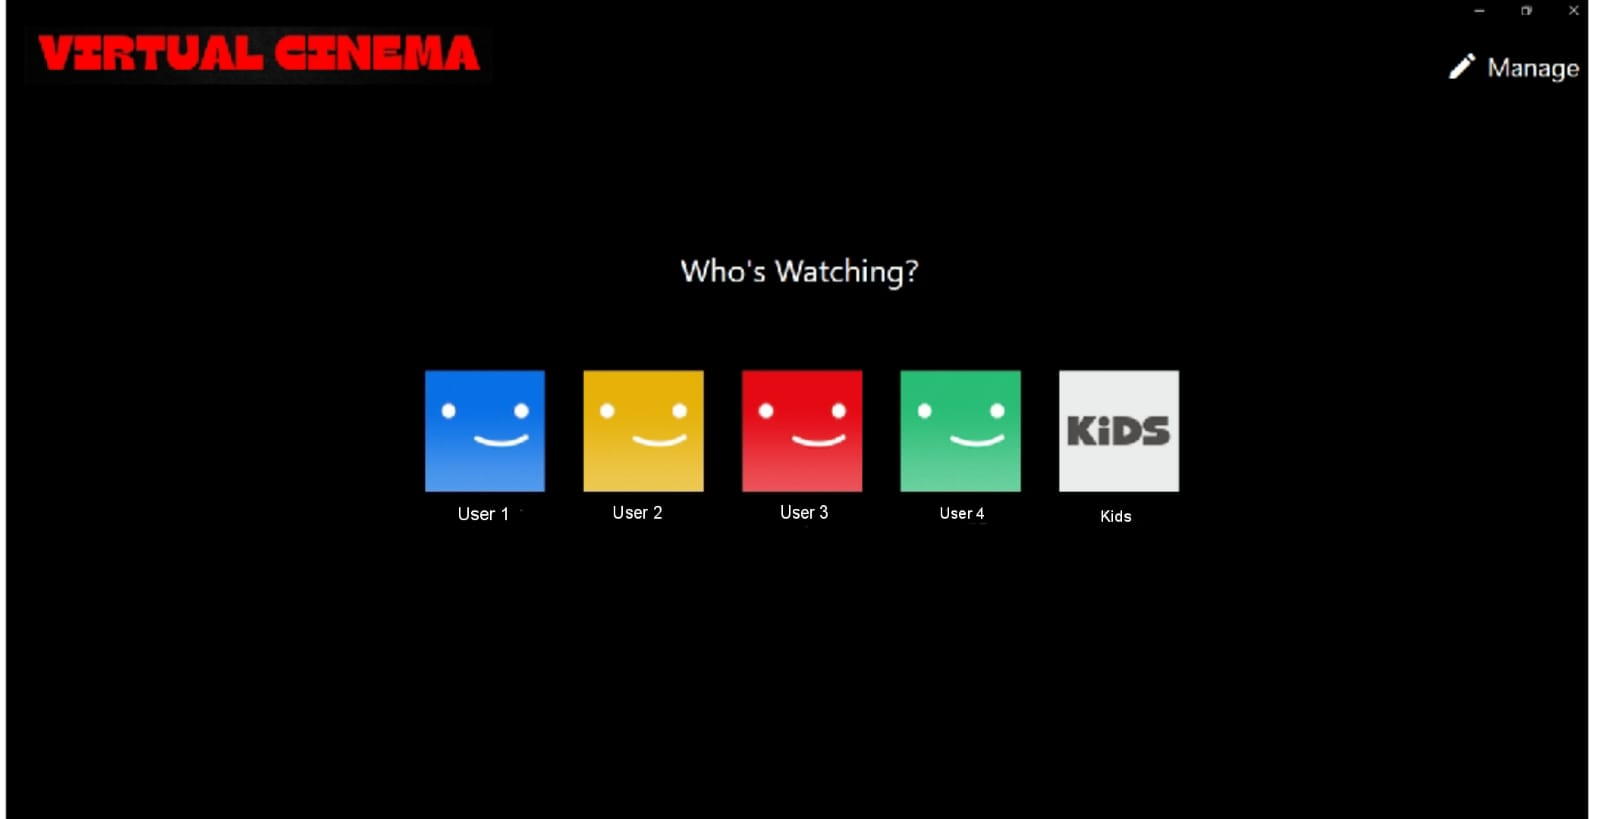 VIRTUAL CINEMA
Manage
Who's Watching?
KiDS
User 1
User 2
User 3
User 4
Kids